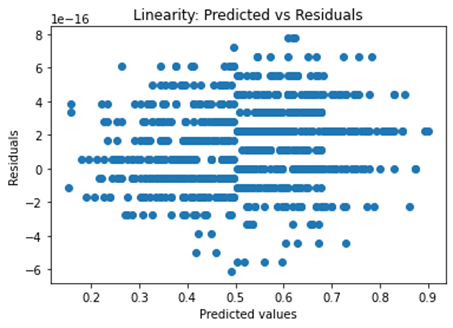 Linearity: Predicted vs Residuals
1e−16
8
6
4
2
0
−2
−4
−6
Residuals
0.2 0.3 0.4 0.5 0.6 0.7 0.8 0.9
Predicted values